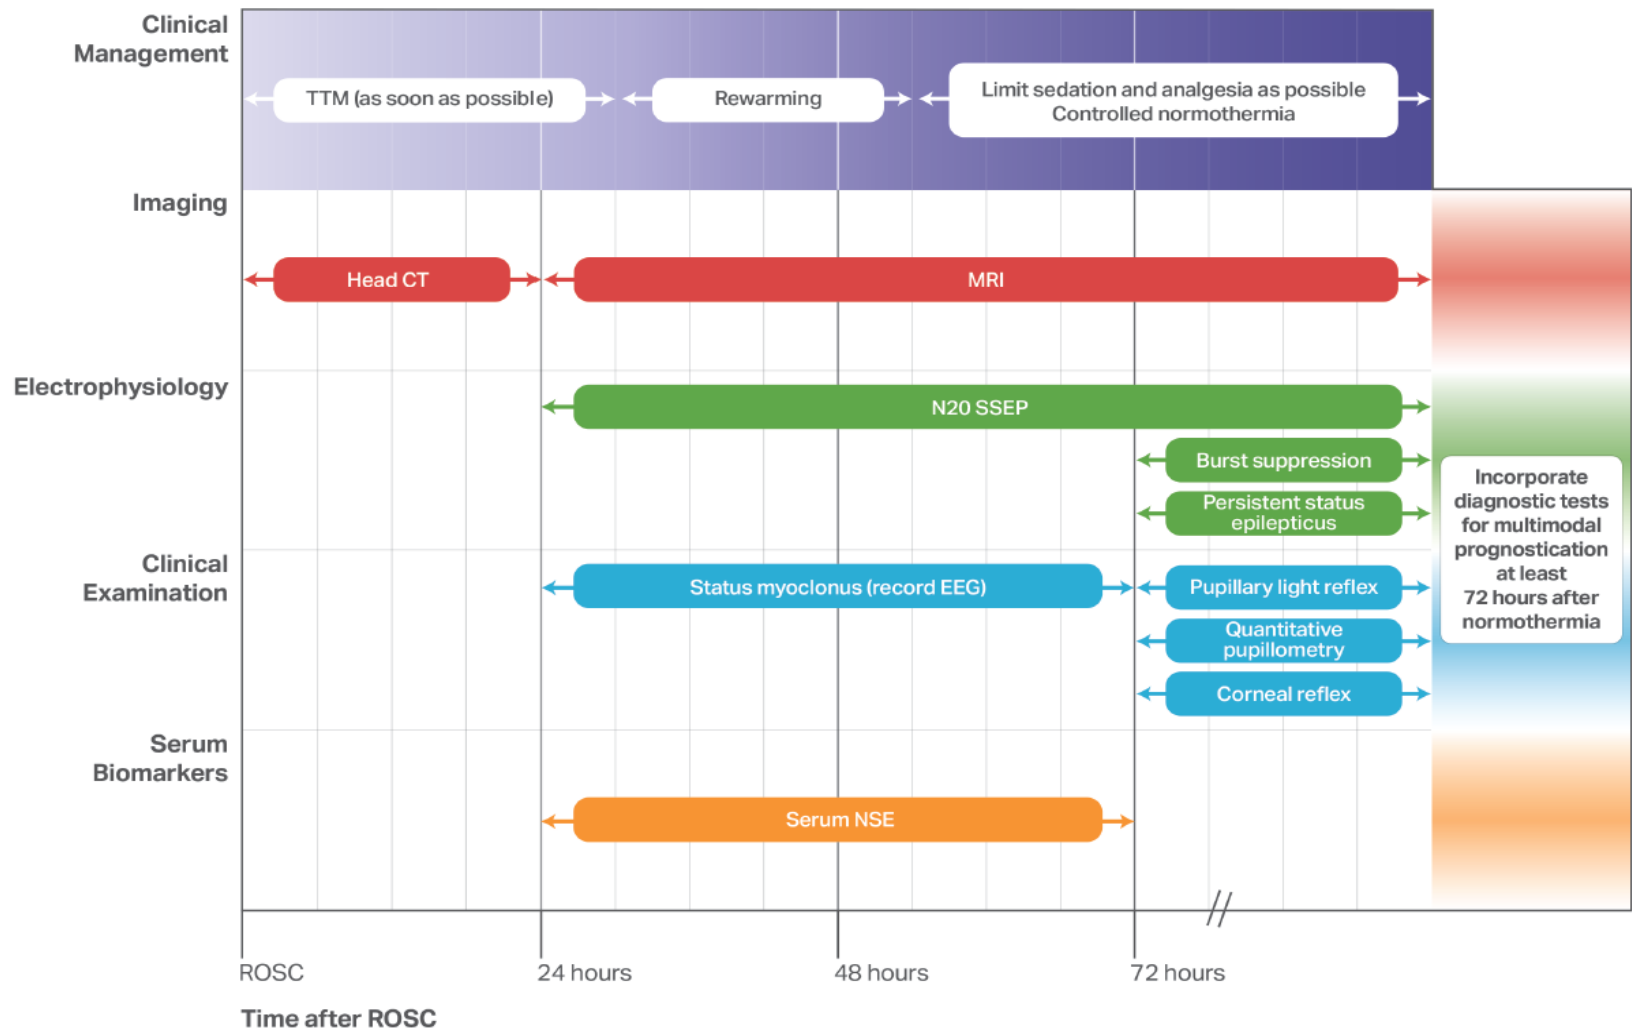 Clinical
Management
TTM (as soon as possible)
Rewarming
Limit sedation and analgesia as possible
Controlled normothermia
Imaging
Head CT
MRI
Electrophysiology
N20 SSEP
Burst suppression
Persistent status
epilepticus
Clinical
Examination
Status myoclonus (record EEG)
Pupillary light reflex
Quantitative
pupillometry
Corneal reflex
Serum
Biomarkers
Serum NSE
Incorporate
diagnostic tests
for multimodal
prognostication
at least
72 hours after
normothermia
ROSC
24 hours
48 hours
72 hours
Time after ROSC